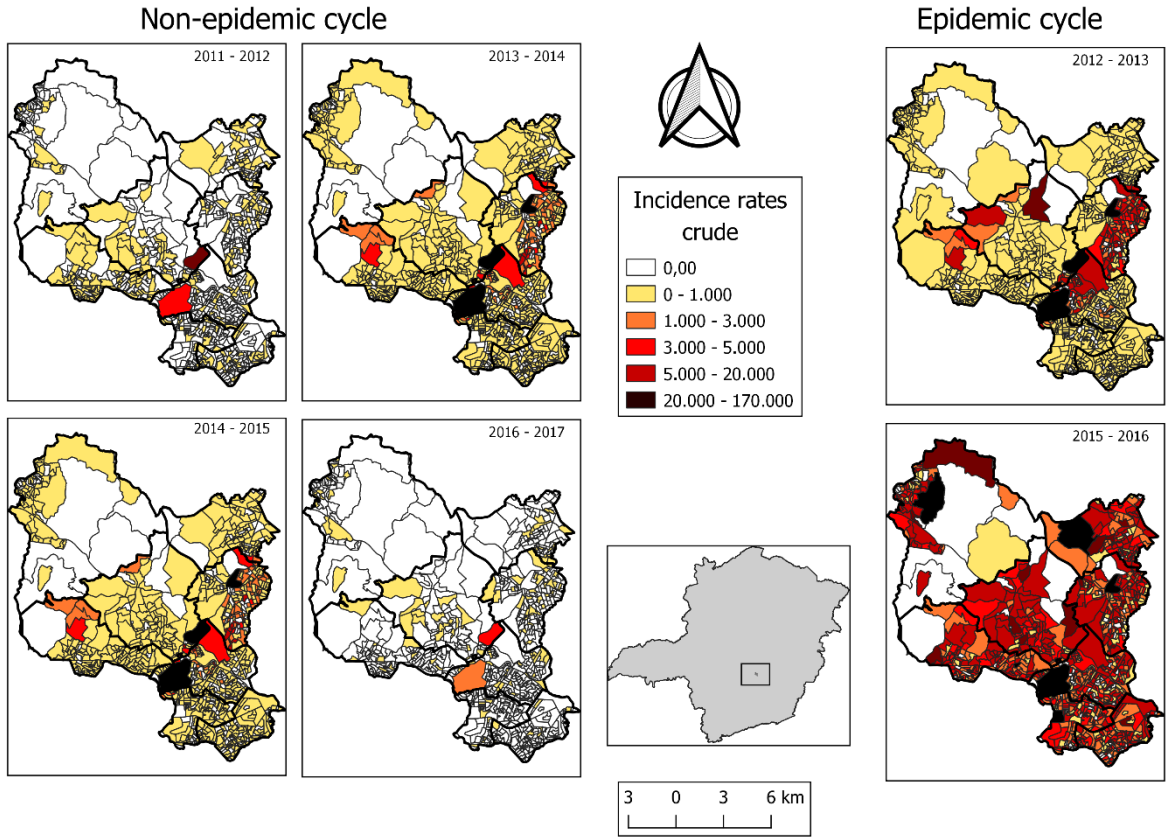 Non-epidemic cycle
Epidemic cycle
2011 - 2012
2013 - 2014
2012 - 2013
Incidence rates
crude
0,00
0 - 1.000
1.000 - 3.000
3.000 - 5.000
5.000 - 20.000
20.000 - 170.000
2014 - 2015
2016 - 2017
2015 - 2016
3 0 3 6 km